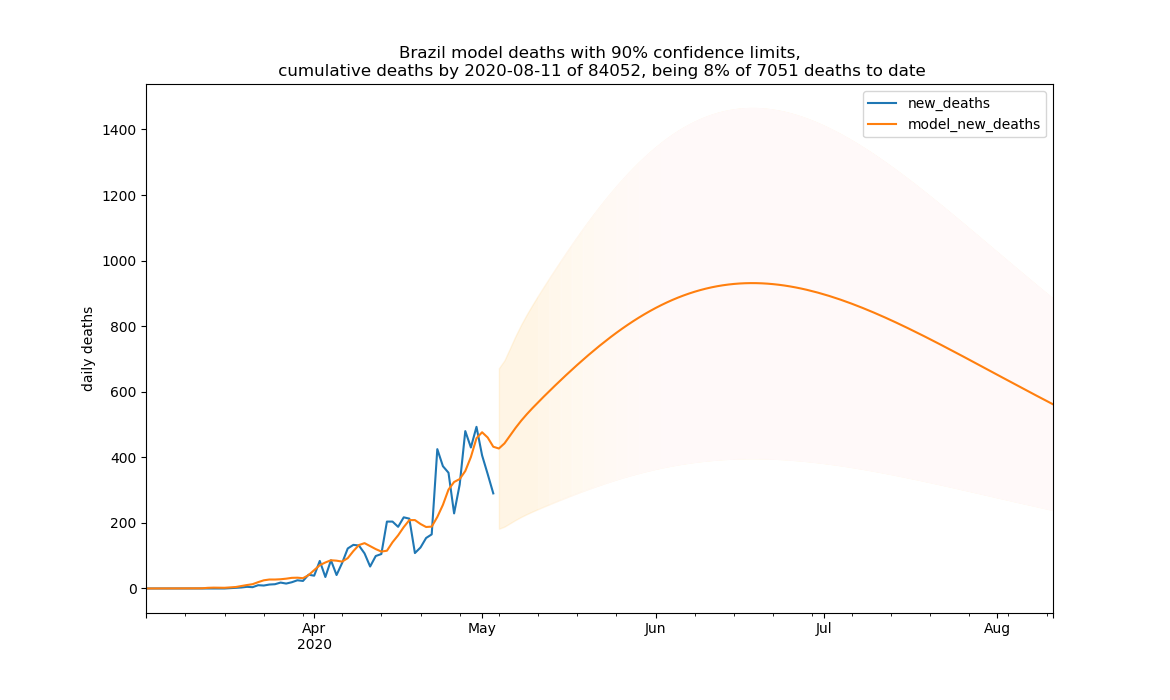 Brazil model deaths with 90% confidence limits,
cumulative deaths by 2020-08-11 of 84052, being 8% of 7051 deaths to date
new_deaths
model_new_deaths
daily deaths
1400
1200
1000
800
600
400
200
0
Apr
2020
May
Jun
Jul
Aug